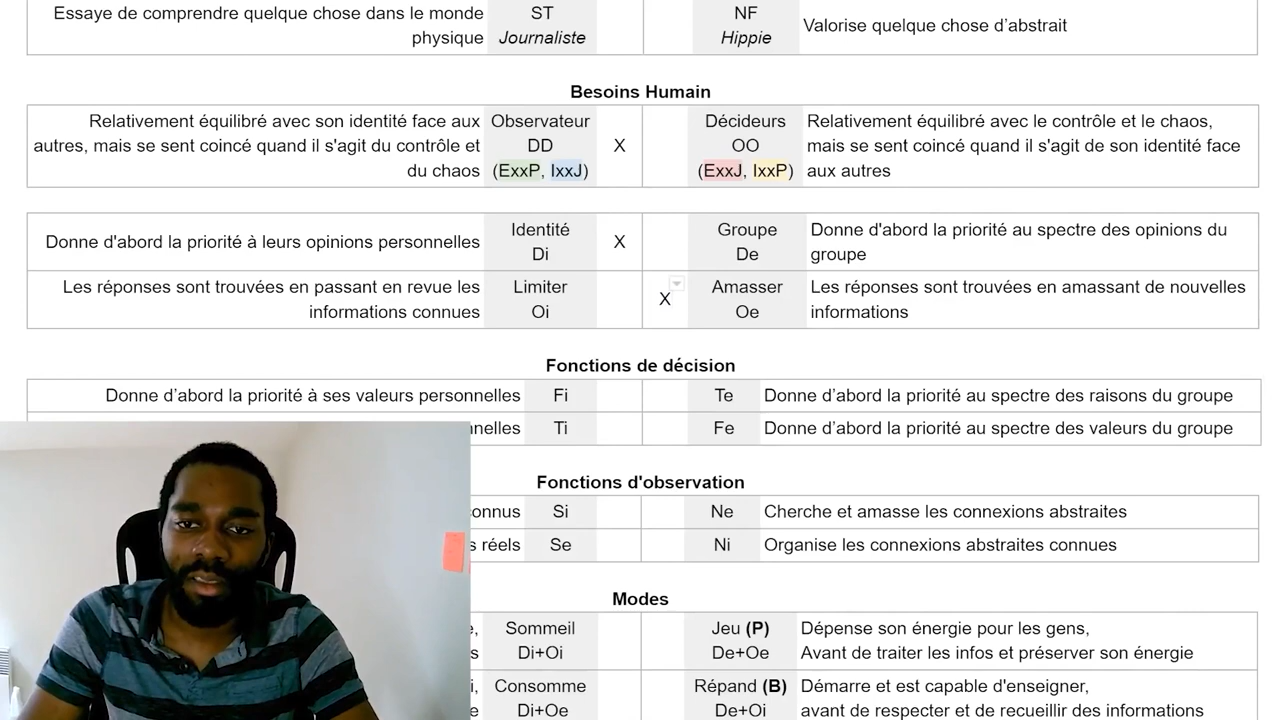 Essaye de comprendre quelque chose dans le monde physique ST Journaliste NF Hippie Valorise quelque chose d’abstrait
Besoins Humain
Relativement équilibré avec son identité face aux autres, mais se sent coincé quand il s'agit du contrôle et du chaos Observateur DD (ExxP, IxxJ) X Décideurs OO (ExxJ, IxxP) Relativement équilibré avec le contrôle et le chaos, mais se sent coincé quand il s'agit de son identité face aux autres
Donne d'abord la priorité à leurs opinions personnelles Identité Di X Groupe De Donne d'abord la priorité au spectre des opinions du groupe
Les réponses sont trouvées en passant en revue les informations connues Limiter Oi X Amasser Oe Les réponses sont trouvées en amassant de nouvelles informations
Fonctions de décision
Donne d’abord la priorité à ses valeurs personnelles Fi Te Donne d’abord la priorité au spectre des raisons du groupe
nelles Ti Fe Donne d’abord la priorité au spectre des valeurs du groupe
Fonctions d'observation
onnus Si Ne Cherche et amasse les connexions abstraites
s réels Se Ni Organise les connexions abstraites connues
Modes
e, s Sommeil Di+Oi Jeu (P) De+Oe Dépense son énergie pour les gens, Avant de traiter les infos et préserver son énergie
i, e Consomme Di+Oe Répand (B) De+Oi Démarre et est capable d'enseigner, avant de respecter et de recueillir des informations